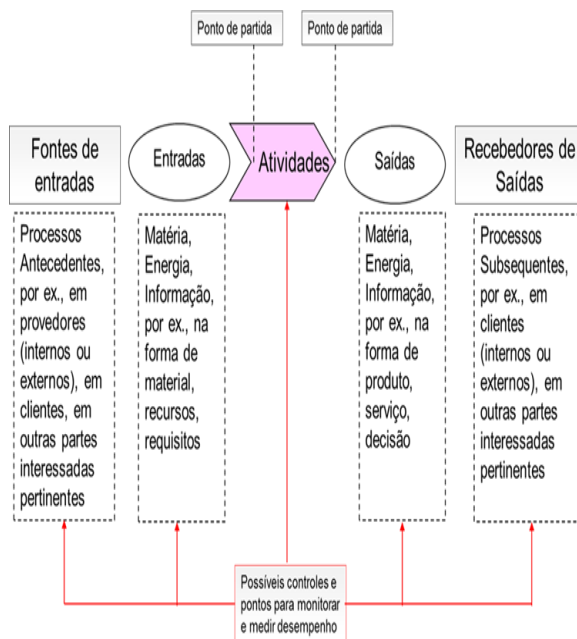 Ponto de partida
Ponto de partida
Fontes de
entradas
Entradas
Atividades
Saídas
Recebedores de
Saídas
Processos
Antecedentes,
por ex., em
provedores
(internos ou
externos), em
clientes, em
outras partes
interessadas
pertinentes
Matéria,
Energia,
Informação,
por ex., na
forma de
material,
recursos,
requisitos
Matéria,
Energia,
Informação,
por ex., na
forma de
produto,
serviço,
decisão
Processos
Subsequentes,
por ex., em
clientes
(internos ou
externos), em
outras partes
interessadas
pertinentes
Possíveis controles e
pontos para monitorar
e medir desempenho